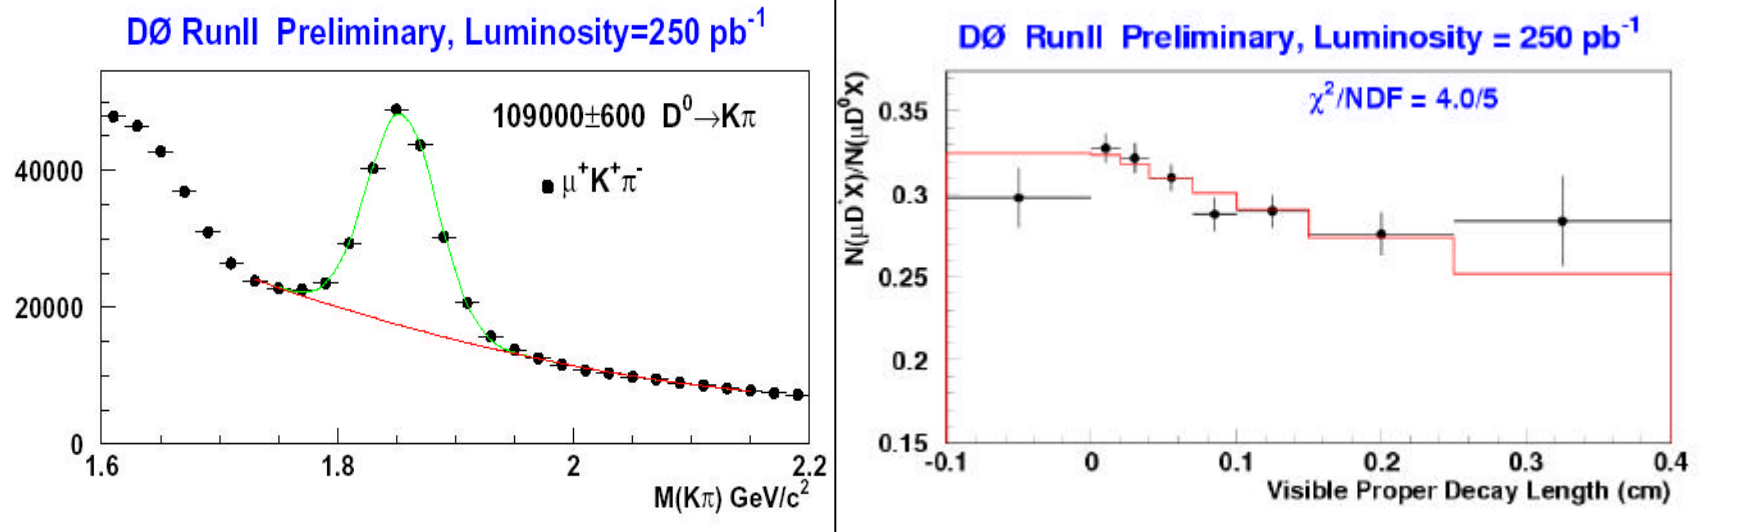 DØ RunII Preliminary, Luminosity=250 pb⁻¹
109000±600 D⁰→Kπ
μ⁺K⁺π⁻
40000
20000
0
1.6 1.8 2 2.2
M(Kπ) GeV/c²
DØ RunII Preliminary, Luminosity = 250 pb⁻¹
χ²/NDF = 4.0/5
N(μD*X)/N(μD⁰X)
0.35
0.3
0.25
0.2
0.15
-0.1 0 0.1 0.2 0.3 0.4
Visible Proper Decay Length (cm)